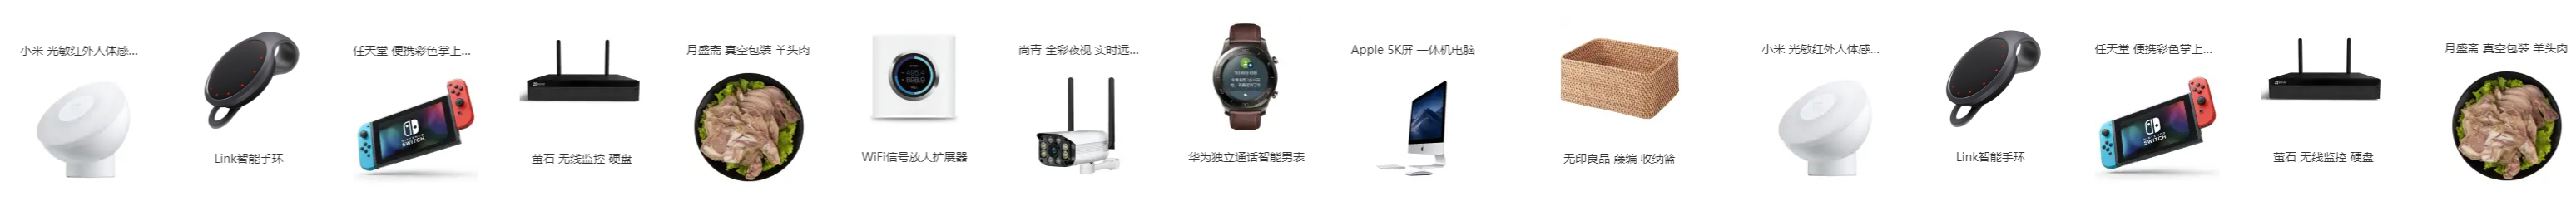 小米 光敏红外人体感...
Link智能手环
任天堂 便携彩色掌上...
NINTENDO
SWITCH
萤石 无线监控 硬盘
月盛斋 真空包装 羊头肉
WiFi信号放大扩展器
尚青 全彩夜视 实时远...
华为独立通话智能男表
Apple 5K屏 一体机电脑
无印良品 藤编 收纳篮
小米 光敏红外人体感...
Link智能手环
任天堂 便携彩色掌上...
NINTENDO
SWITCH
萤石 无线监控 硬盘
月盛斋 真空包装 羊头肉